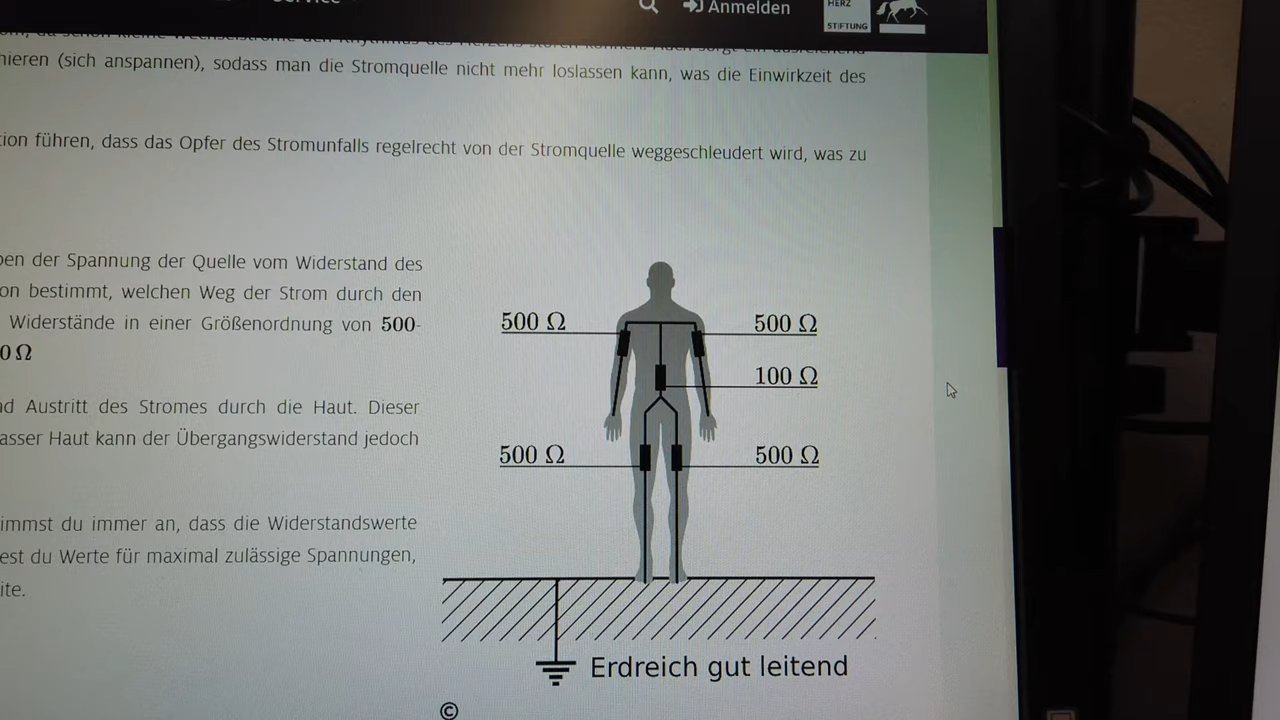 Anmelden
HERZ
STIFTUNG
nieren (sich anspannen), sodass man die Stromquelle nicht mehr loslassen kann, was die Einwirkzeit des
tion führen, dass das Opfer des Stromunfalls regelrecht von der Stromquelle weggeschleudert wird, was zu
ben der Spannung der Quelle vom Widerstand des
on bestimmt, welchen Weg der Strom durch den
Widerstände in einer Größenordnung von 500-
0 Ω
nd Austritt des Stromes durch die Haut. Dieser
asser Haut kann der Übergangswiderstand jedoch
immst du immer an, dass die Widerstandswerte
est du Werte für maximal zulässige Spannungen,
ite.
500 Ω
500 Ω
100 Ω
500 Ω
500 Ω
Erdreich gut leitend
©